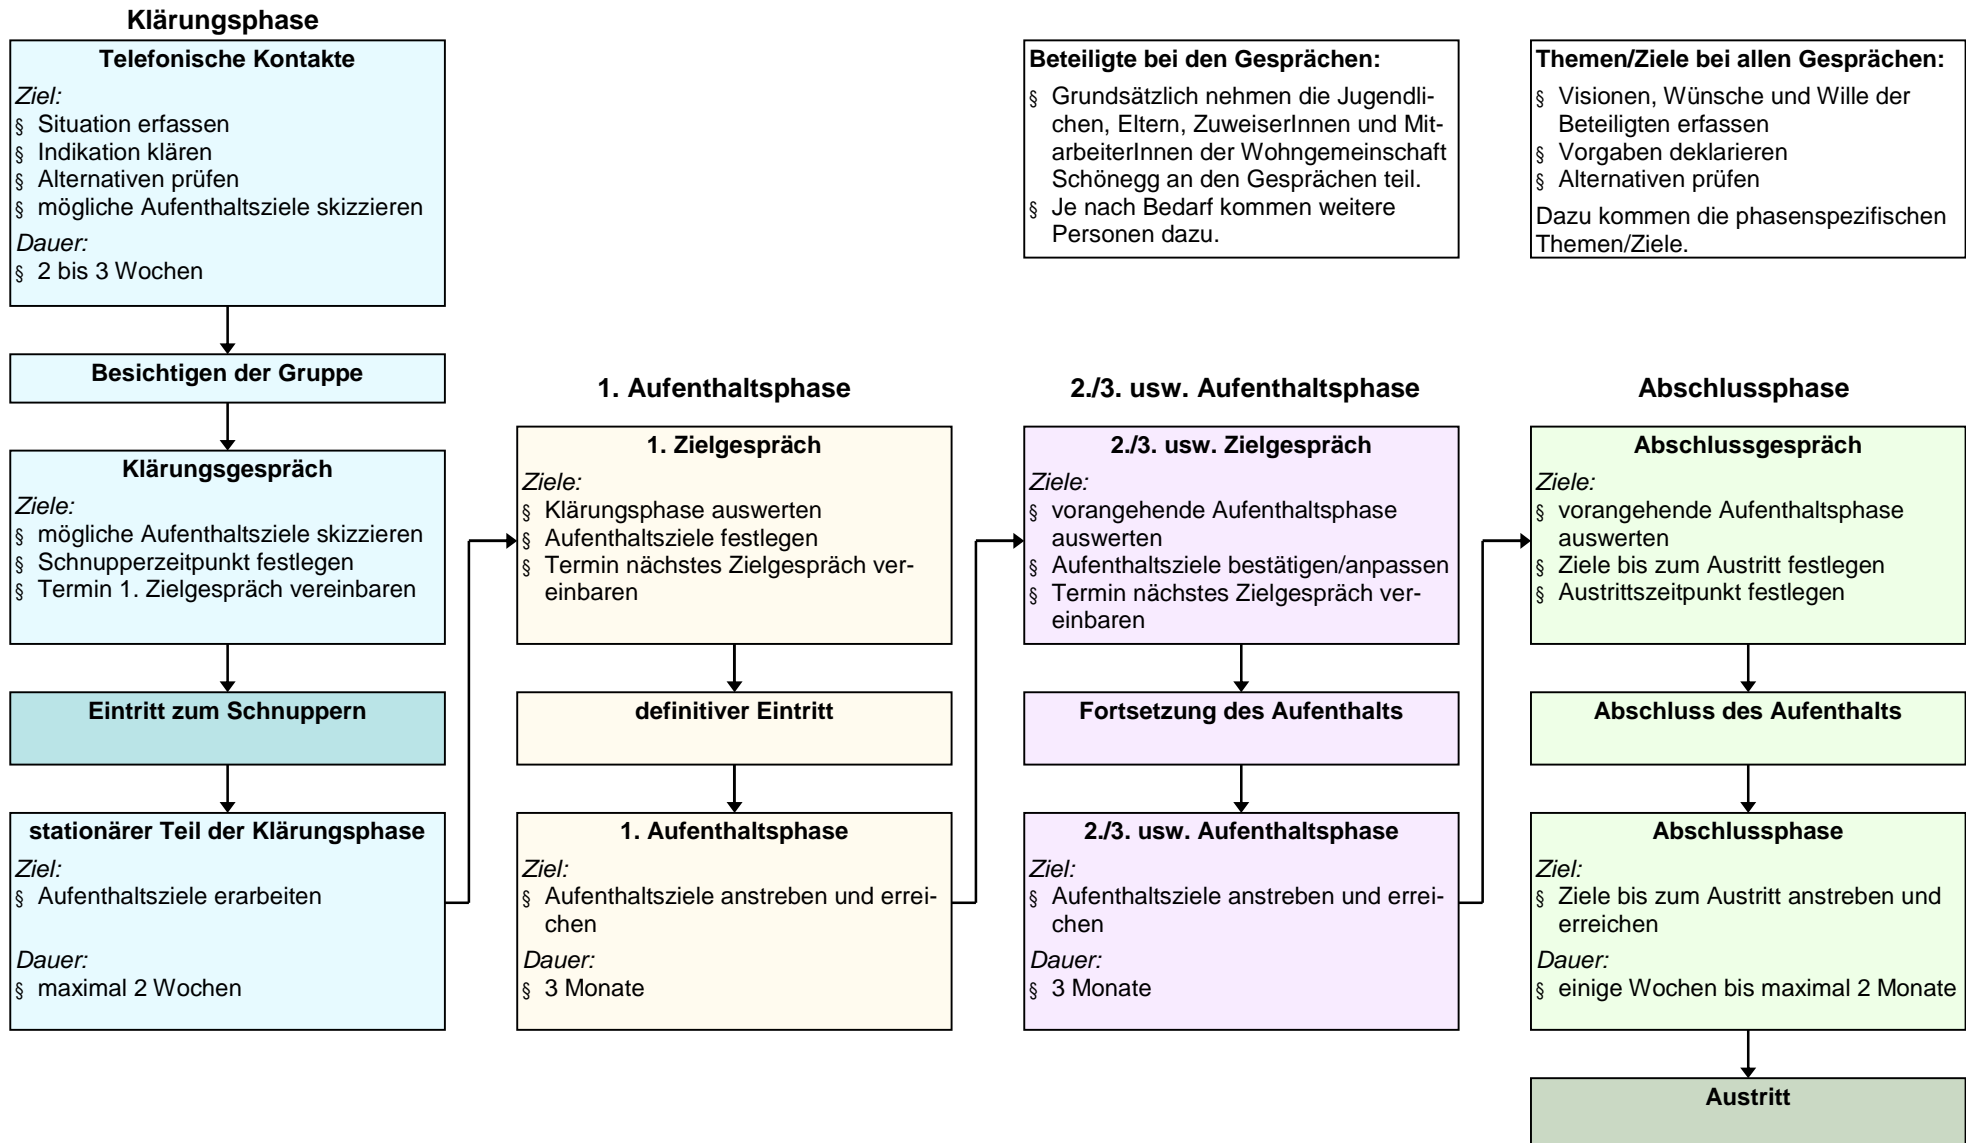 Klärungsphase
Telefonische Kontakte
Ziel:
§ Situation erfassen
§ Indikation klären
§ Alternativen prüfen
§ mögliche Aufenthaltsziele skizzieren
Dauer:
§ 2 bis 3 Wochen
Beteiligte bei den Gesprächen:
§ Grundsätzlich nehmen die Jugendli-
chen, Eltern, ZuweiserInnen und Mit-
arbeiterInnen der Wohngemeinschaft
Schönegg an den Gesprächen teil.
§ Je nach Bedarf kommen weitere
Personen dazu.
Themen/Ziele bei allen Gesprächen:
§ Visionen, Wünsche und Wille der
Beteiligten erfassen
§ Vorgaben deklarieren
§ Alternativen prüfen
Dazu kommen die phasenspezifischen
Themen/Ziele.
Besichtigen der Gruppe
Klärungsgespräch
Ziele:
§ mögliche Aufenthaltsziele skizzieren
§ Schnupperzeitpunkt festlegen
§ Termin 1. Zielgespräch vereinbaren
Eintritt zum Schnuppern
stationärer Teil der Klärungsphase
Ziel:
§ Aufenthaltsziele erarbeiten
Dauer:
§ maximal 2 Wochen
1. Aufenthaltsphase
1. Zielgespräch
Ziele:
§ Klärungsphase auswerten
§ Aufenthaltsziele festlegen
§ Termin nächstes Zielgespräch ver-
einbaren
definitiver Eintritt
1. Aufenthaltsphase
Ziel:
§ Aufenthaltsziele anstreben und errei-
chen
Dauer:
§ 3 Monate
2./3. usw. Aufenthaltsphase
2./3. usw. Zielgespräch
Ziele:
§ vorangehende Aufenthaltsphase
auswerten
§ Aufenthaltsziele bestätigen/anpassen
§ Termin nächstes Zielgespräch ver-
einbaren
Fortsetzung des Aufenthalts
2./3. usw. Aufenthaltsphase
Ziel:
§ Aufenthaltsziele anstreben und errei-
chen
Dauer:
§ 3 Monate
Abschlussphase
Abschlussgespräch
Ziele:
§ vorangehende Aufenthaltsphase
auswerten
§ Ziele bis zum Austritt festlegen
§ Austrittszeitpunkt festlegen
Abschluss des Aufenthalts
Abschlussphase
Ziel:
§ Ziele bis zum Austritt anstreben und
erreichen
Dauer:
§ einige Wochen bis maximal 2 Monate
Austritt